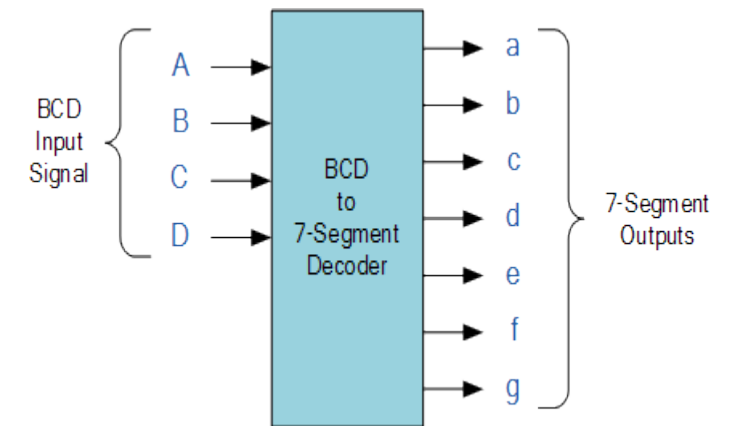 BCD
Input
Signal
A
B
C
D
BCD
to
7-Segment
Decoder
a
b
c
d
e
f
g
7-Segment
Outputs